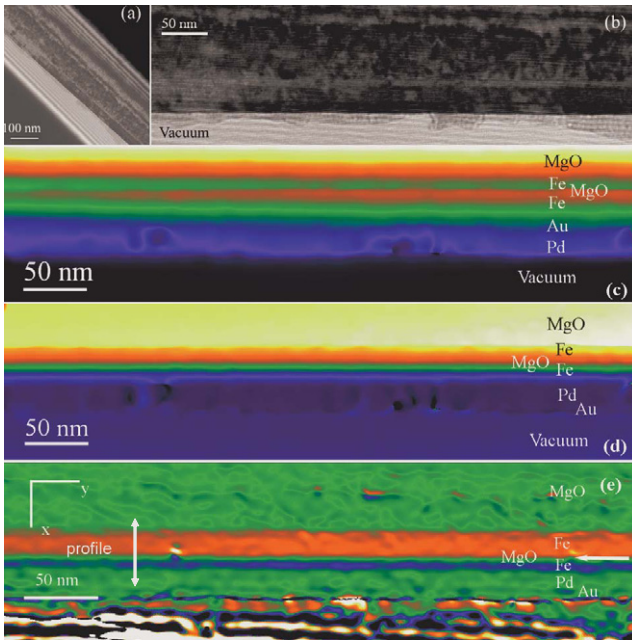 (a)
100 nm
50 nm
(b)
Vacuum
MgO
Fe MgO
Fe
Au
Pd
Vacuum
50 nm
(c)
MgO
Fe
MgO Fe
Pd
Au
Vacuum
50 nm
(d)
y
x
profile
50 nm
(e)
MgO
Fe
MgO Fe
Pd
Au